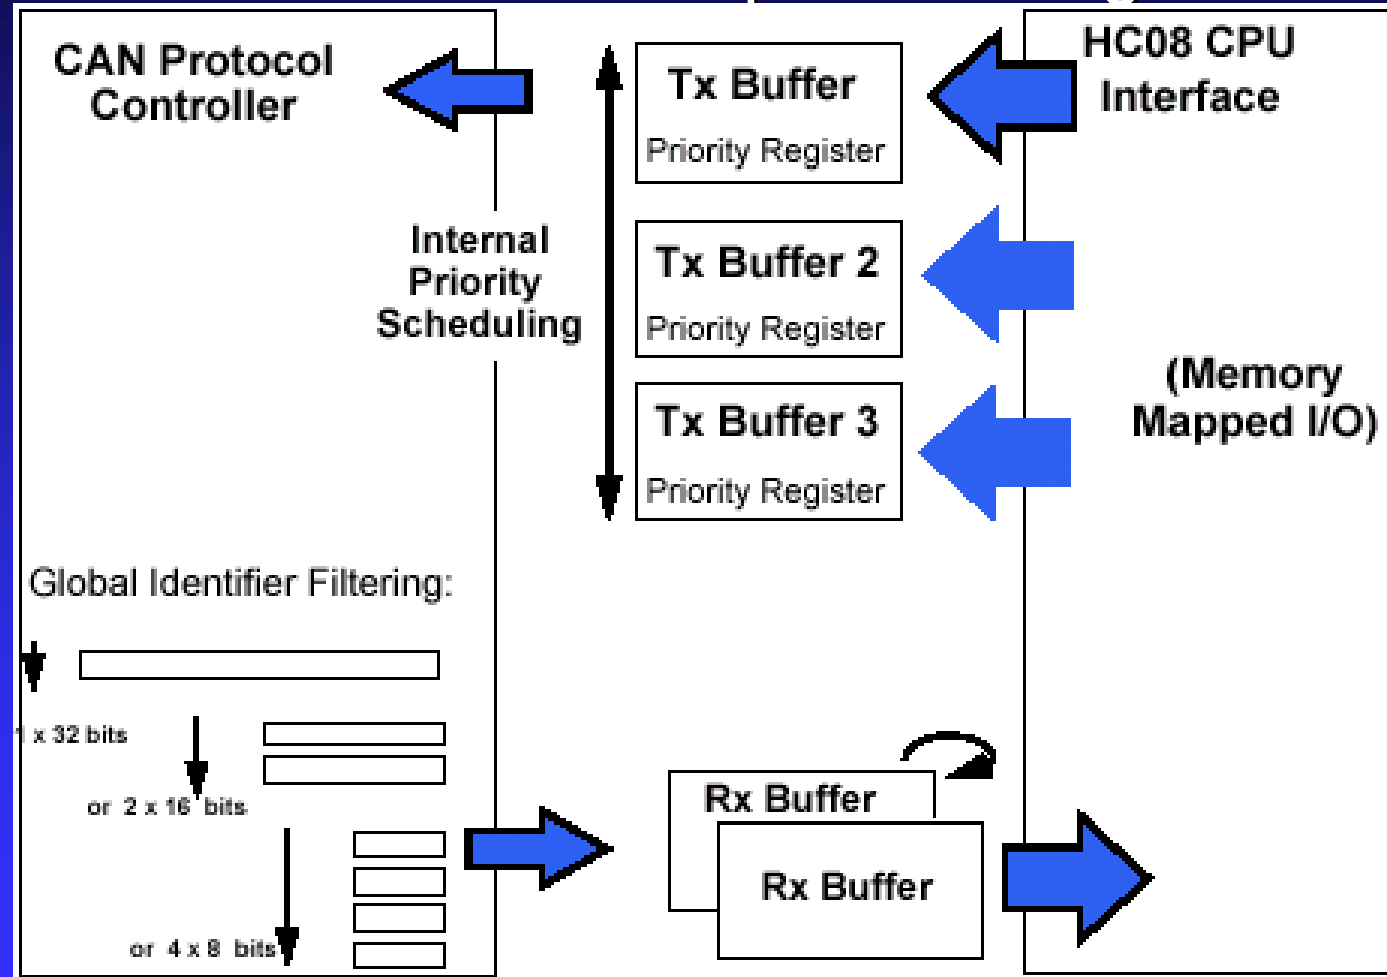 CAN Protocol
Controller
Tx Buffer
Priority Register
HC08 CPU
Interface
Internal
Priority
Scheduling
Tx Buffer 2
Priority Register
Tx Buffer 3
Priority Register
(Memory
Mapped I/O)
Global Identifier Filtering:
1 x 32 bits
or 2 x 16 bits
or 4 x 8 bits
Rx Buffer
Rx Buffer